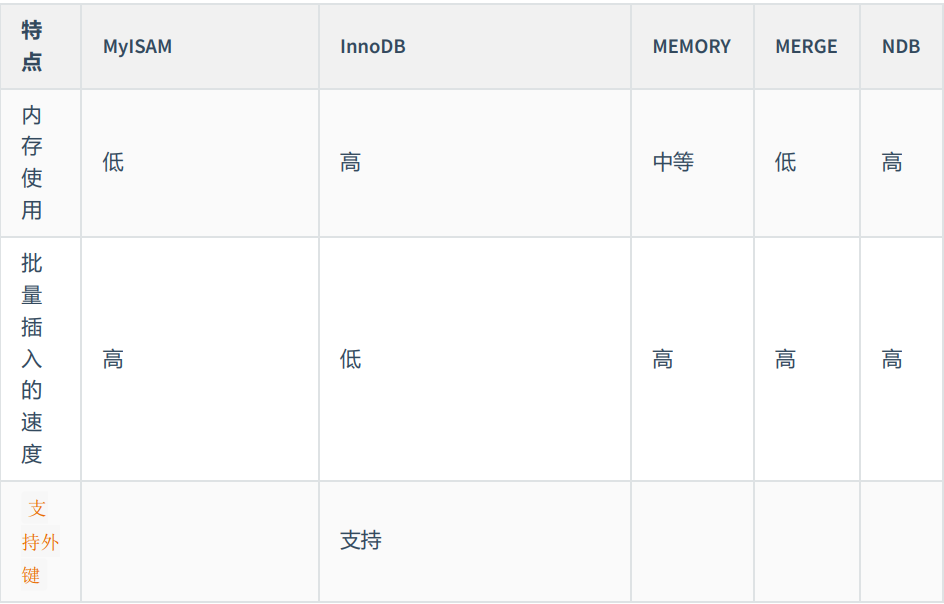 特点 MyISAM InnoDB MEMORY MERGE NDB
内存使用 低 高 中等 低 高
批量插入的速度 高 低 高 高 高
支持外键 支持